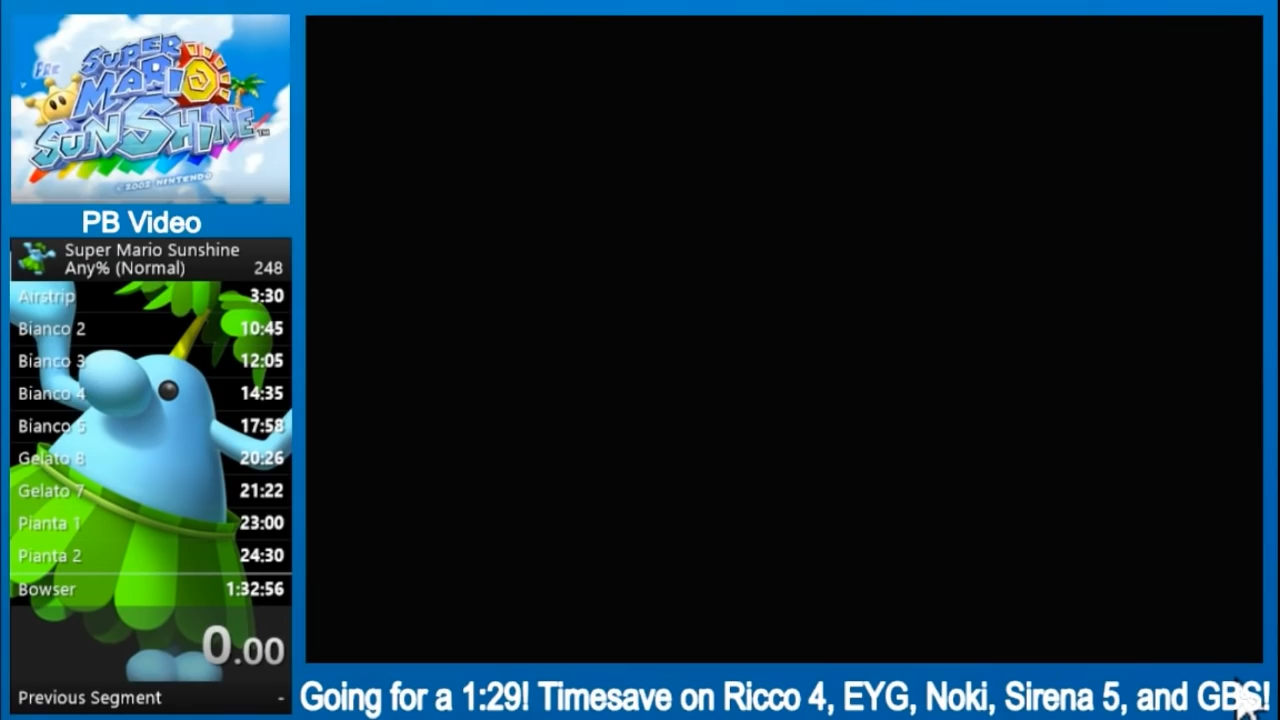 SUPER
MARIO
SUNSHINE™
©2002 NINTENDO
PB Video
Super Mario Sunshine
Any% (Normal) 248
Airstrip 3:30
Bianco 2 10:45
Bianco 3 12:05
Bianco 4 14:35
Bianco 5 17:58
Gelato 8 20:26
Gelato 7 21:22
Pianta 1 23:00
Pianta 2 24:30
Bowser 1:32:56
0.00
Previous Segment -
Going for a 1:29! Timesave on Ricco 4, EYG, Noki, Sirena 5, and GBS!